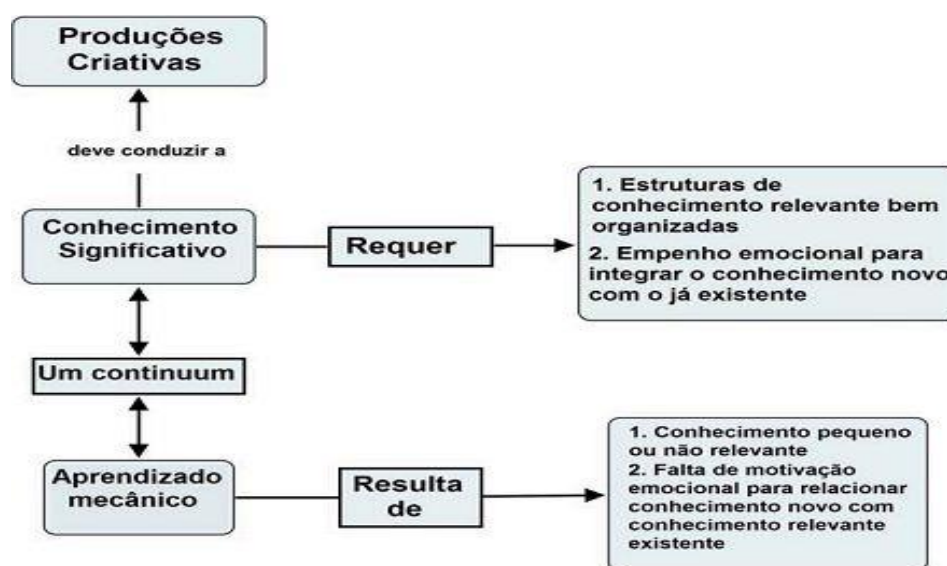 Produções
Criativas
deve conduzir a
Conhecimento
Significativo
Requer
1. Estruturas de
conhecimento relevante bem
organizadas
2. Empenho emocional para
integrar o conhecimento novo
com o já existente
Um continuum
Aprendizado
mecânico
Resulta
de
1. Conhecimento pequeno
ou não relevante
2. Falta de motivação
emocional para relacionar
conhecimento novo com
conhecimento relevante
existente